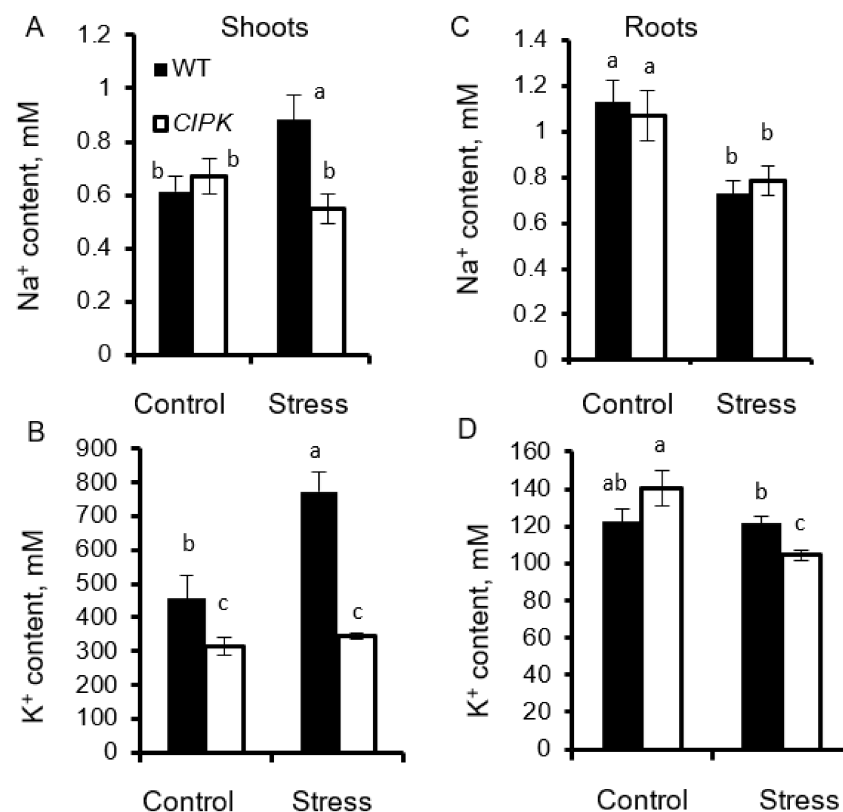 A
Shoots
Na⁺ content, mM
1.2
1
0.8
0.6
0.4
0.2
0
WT
CIPK
b
b
a
b
Control Stress
C
Roots
Na⁺ content, mM
1.4
1.2
1
0.8
0.6
0.4
0.2
0
a
a
b
b
Control Stress
B
K⁺ content, mM
900
800
700
600
500
400
300
200
100
0
b
c
a
c
Control Stress
D
K⁺ content, mM
160
140
120
100
80
60
40
20
0
ab
a
b
c
Control Stress